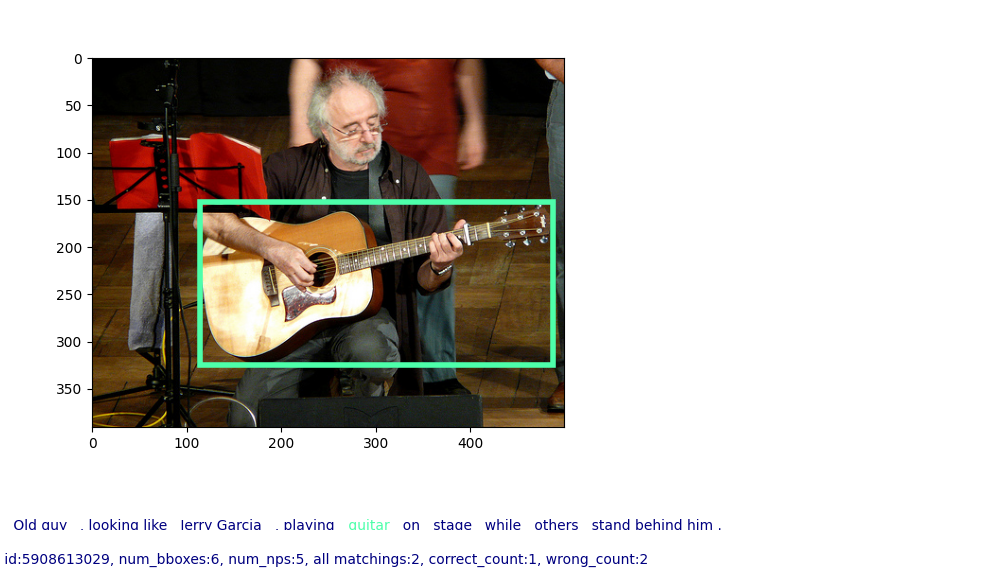 0
50
100
150
200
250
300
350
0 100 200 300 400
Old guy , looking like Jerry Garcia , playing guitar on stage while others stand behind him .
id:5908613029, num_bboxes:6, num_nps:5, all matchings:2, correct_count:1, wrong_count:2